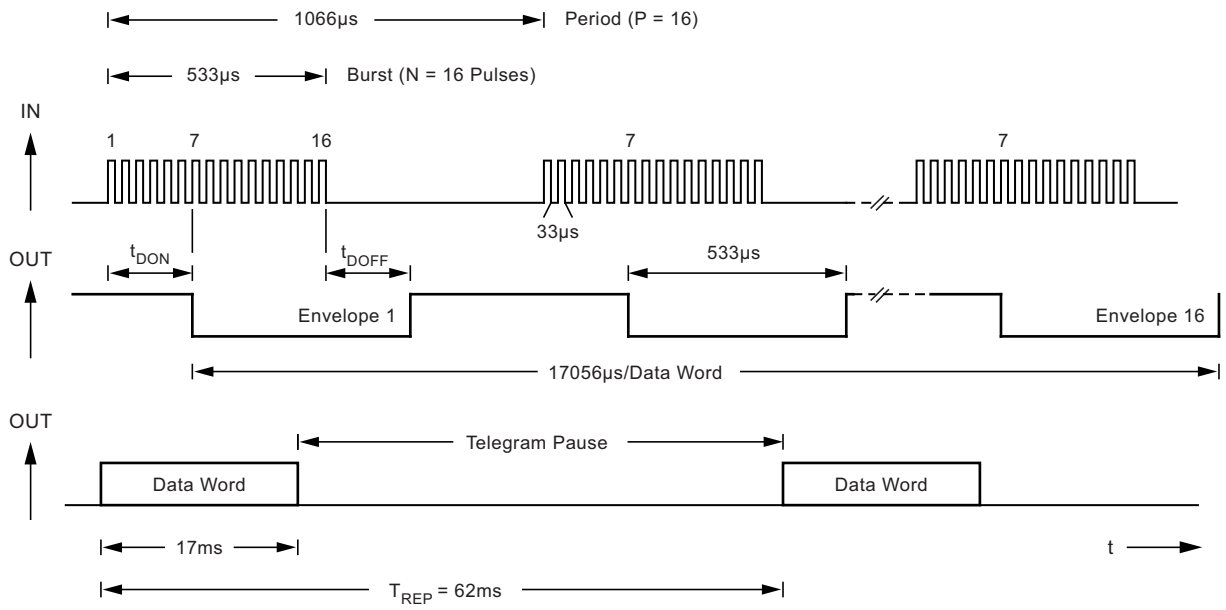 1066µs Period (P = 16)
533µs Burst (N = 16 Pulses)
IN
1 7 16 7 7
33µs
OUT
tDON tDOFF 533µs
Envelope 1 Envelope 16
17056µs/Data Word
OUT
Telegram Pause
Data Word Data Word
17ms t
TREP = 62ms